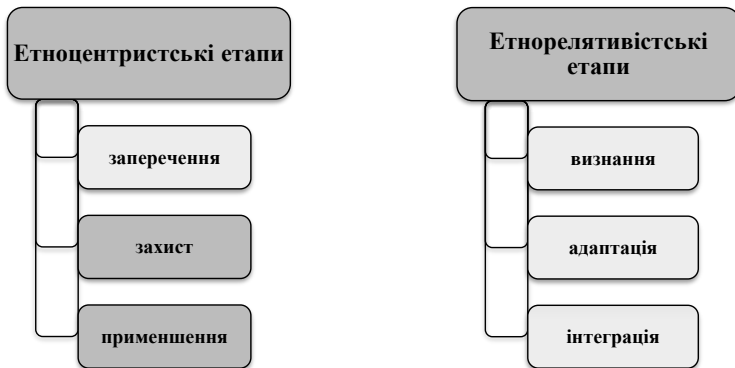 Етноцентристські етапи
заперечення
захист
применшення
Етнорелятивістські
етапи
визнання
адаптація
інтеграція